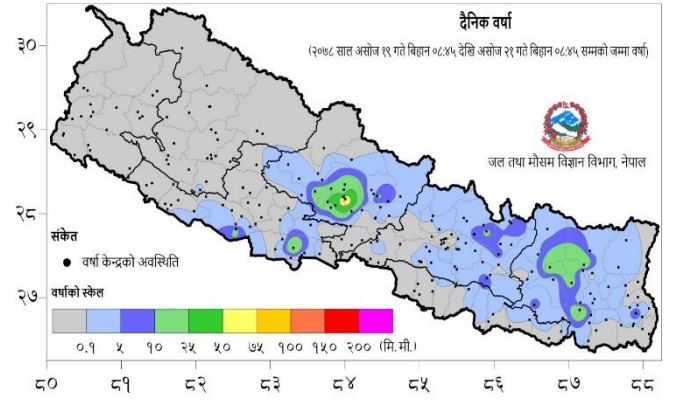 दैनिक वर्षा
(२०७८ साल असोज १९ गते बिहान ०८:४५ देखि असोज २१ गते बिहान ०८:४५ सम्मको जम्मा वर्षा)
जल तथा मौसम विज्ञान विभाग, नेपाल
३०
२९
२८
२७
संकेत
वर्षा केन्द्रको अवस्थिति
वर्षाको स्केल
०.१ ५ १० २५ ५० ७५ १०० १५० २०० (मि. मी.)
८० ८१ ८२ ८३ ८४ ८५ ८६ ८७ ८८